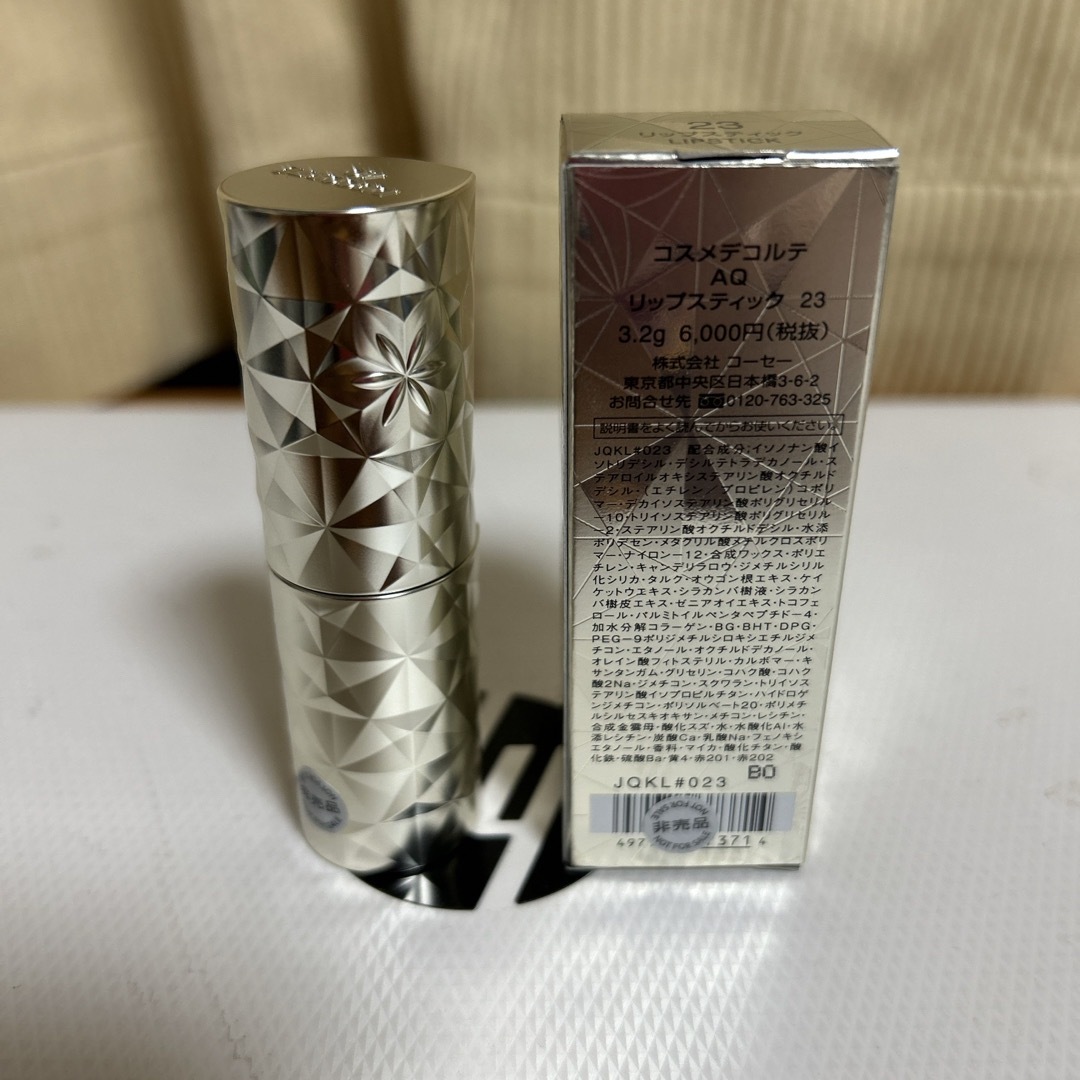 23
リップスティック
LIPSTICK
コスメデコルテ
AQ
リップスティック 23
3.2g 6,000円(税抜)
株式会社 コーセー
東京都中央区日本橋3-6-2
お問合せ先 0120-763-325
説明書をよく読んでからお使いください。
JQKL#023 配合成分;イソノナン酸イ
ソトリデシル・デシルテトラデカノール・ス
テアロイルオキシステアリン酸オクチルド
デシル・(エチレン/プロピレン)コポリ
マー・デカイソステアリン酸ポリグリセリル
ー10・トリイソステアリン酸ポリグリセリル
ー2・ステアリン酸オクチルドデシル・水添
ポリデセン・メタクリル酸メチルクロスポリ
マー・ナイロンー12・合成ワックス・ポリエ
チレン・キャンデリラロウ・ジメチルシリル
化シリカ・タルク・オウゴン根エキス・ケイ
ケットウエキス・シラカンバ樹液・シラカン
バ樹皮エキス・ゼニアオイエキス・トコフェ
ロール・パルミトイルペンタペプチドー4・
加水分解コラーゲン・BG・BHT・DPG・
PEGー9ポリジメチルシロキシエチルジメ
チコン・エタノール・オクチルドデカノール・
オレイン酸フィトステリル・カルボマー・キ
サンタンガム・グリセリン・コハク酸・コハク
酸2Na・ジメチコン・スクワラン・トリイソス
テアリン酸イソプロピルチタン・ハイドロゲ
ンジメチコン・ポリソルベート20・ポリメチ
ルシルセスキオキサン・メチコン・レシチン・
合成金雲母・酸化スズ・水・水酸化Al・水
添レシチン・炭酸Ca・乳酸Na・フェノキシ
エタノール・香料・マイカ・酸化チタン・酸
化鉄・硫酸Ba・黄4・赤201・赤202
JQKL#023 BO
NOT FOR SALE
非売品
NOT FOR SALE
497 3714
非売品